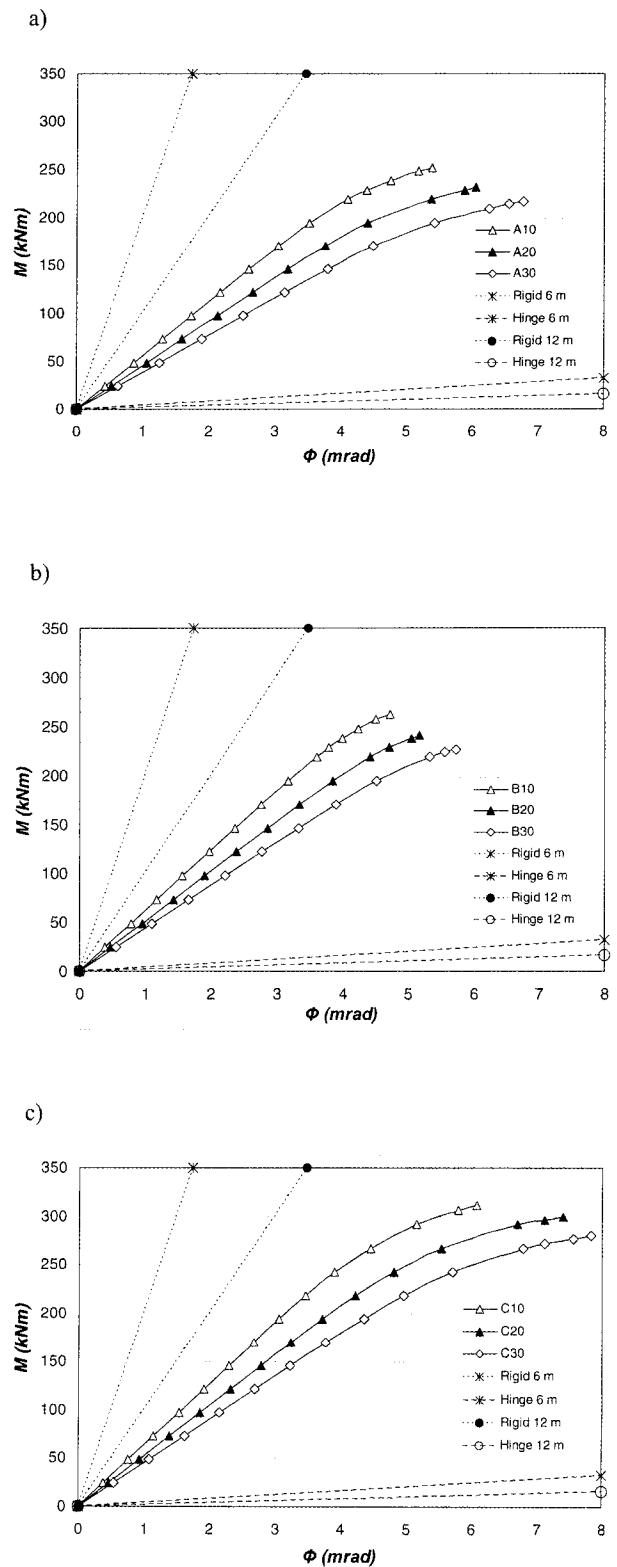 a)
350
300
250
200
150
100
50
0
M (kNm)
A10
A20
A30
Rigid 6 m
Hinge 6 m
Rigid 12 m
Hinge 12 m
0 1 2 3 4 5 6 7 8
Φ (mrad)
b)
350
300
250
200
150
100
50
0
M (kNm)
B10
B20
B30
Rigid 6 m
Hinge 6 m
Rigid 12 m
Hinge 12 m
0 1 2 3 4 5 6 7 8
Φ (mrad)
c)
350
300
250
200
150
100
50
0
M (kNm)
C10
C20
C30
Rigid 6 m
Hinge 6 m
Rigid 12 m
Hinge 12 m
0 1 2 3 4 5 6 7 8
Φ (mrad)